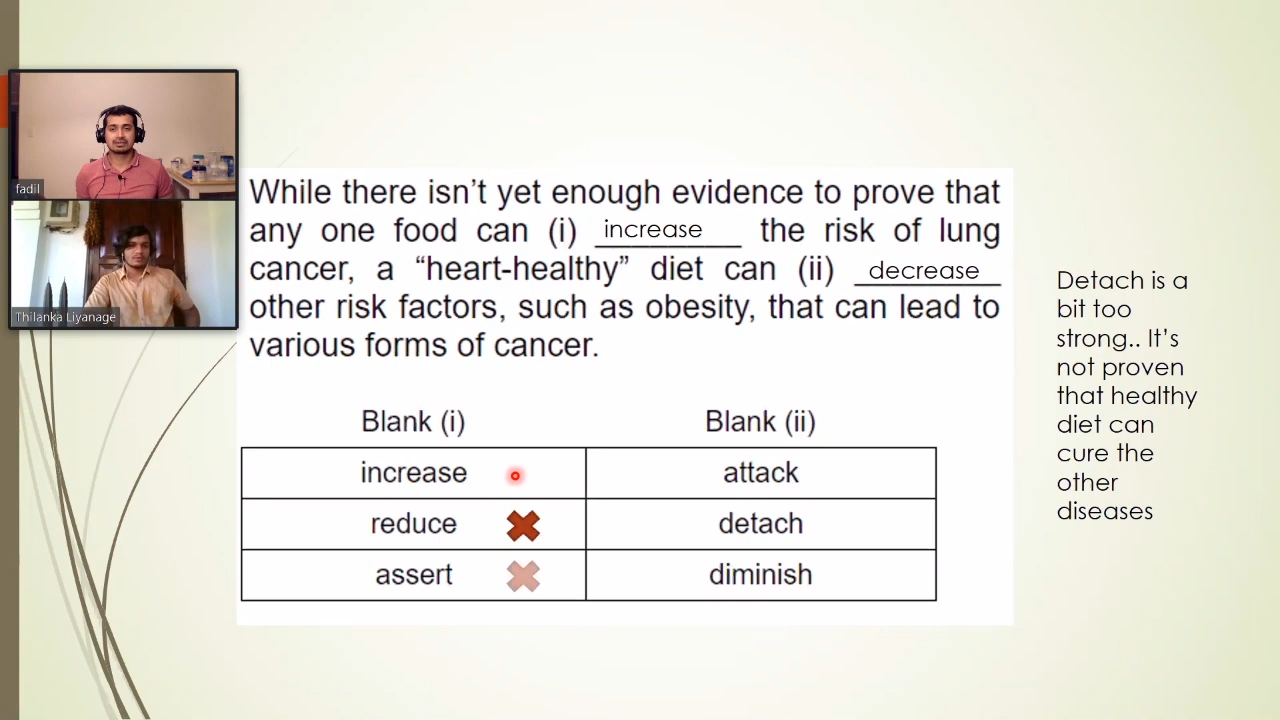 fadil
Thilanka Liyanage
While there isn't yet enough evidence to prove that
any one food can (i) increase the risk of lung
cancer, a “heart-healthy” diet can (ii) decrease
other risk factors, such as obesity, that can lead to
various forms of cancer.
Blank (i) Blank (ii)
increase attack
reduce detach
assert diminish
Detach is a
bit too
strong.. It's
not proven
that healthy
diet can
cure the
other
diseases